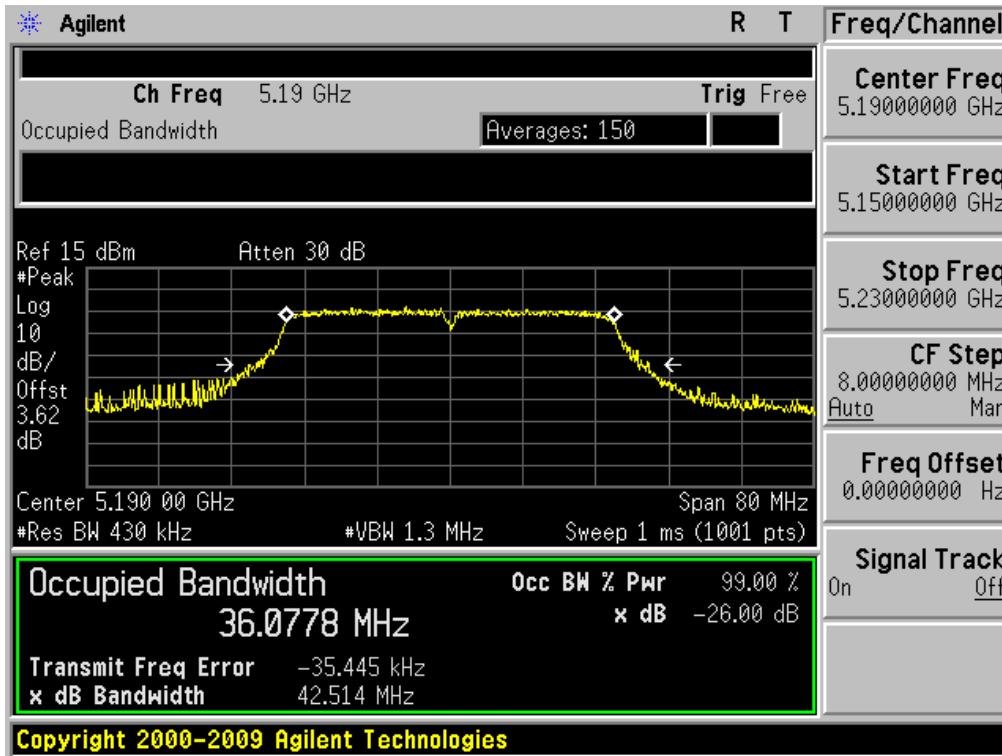 Agilent R T
Ch Freq 5.19 GHz Trig Free
Occupied Bandwidth Averages: 150
Ref 15 dBm Atten 30 dB
#Peak
Log
10
dB/
Offst
3.62
dB
Center 5.190 00 GHz Span 80 MHz
#Res BW 430 kHz #VBW 1.3 MHz Sweep 1 ms (1001 pts)
Occupied Bandwidth Occ BW % Pwr 99.00 %
36.0778 MHz x dB -26.00 dB
Transmit Freq Error -35.445 kHz
x dB Bandwidth 42.514 MHz
Copyright 2000-2009 Agilent Technologies
Freq/Channel
Center Freq
5.19000000 GHz
Start Freq
5.15000000 GHz
Stop Freq
5.23000000 GHz
CF Step
8.00000000 MHz
Auto Man
Freq Offset
0.00000000 Hz
Signal Track
On Off